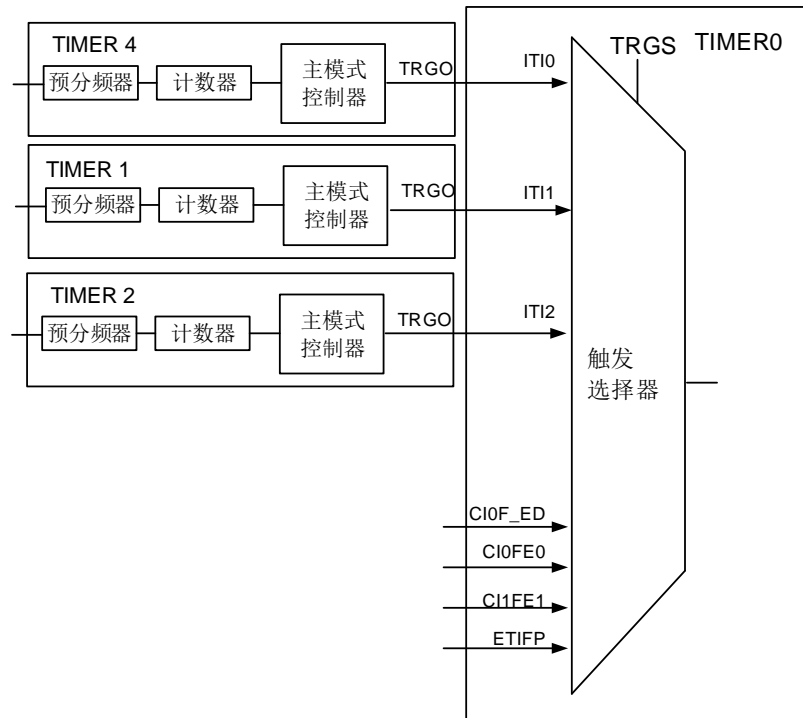 TIMER 4
预分频器
计数器
主模式
控制器
TRGO
ITI0
TRGS
TIMER0
TIMER 1
预分频器
计数器
主模式
控制器
TRGO
ITI1
TIMER 2
预分频器
计数器
主模式
控制器
TRGO
ITI2
触发
选择器
CI0F_ED
CI0FE0
CI1FE1
ETIFP